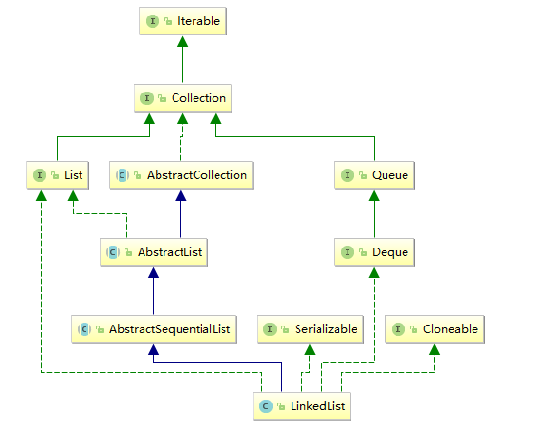 I Iterable
I Collection
I List
C AbstractCollection
I Queue
C AbstractList
I Deque
C AbstractSequentialList
I Serializable
I Cloneable
C LinkedList